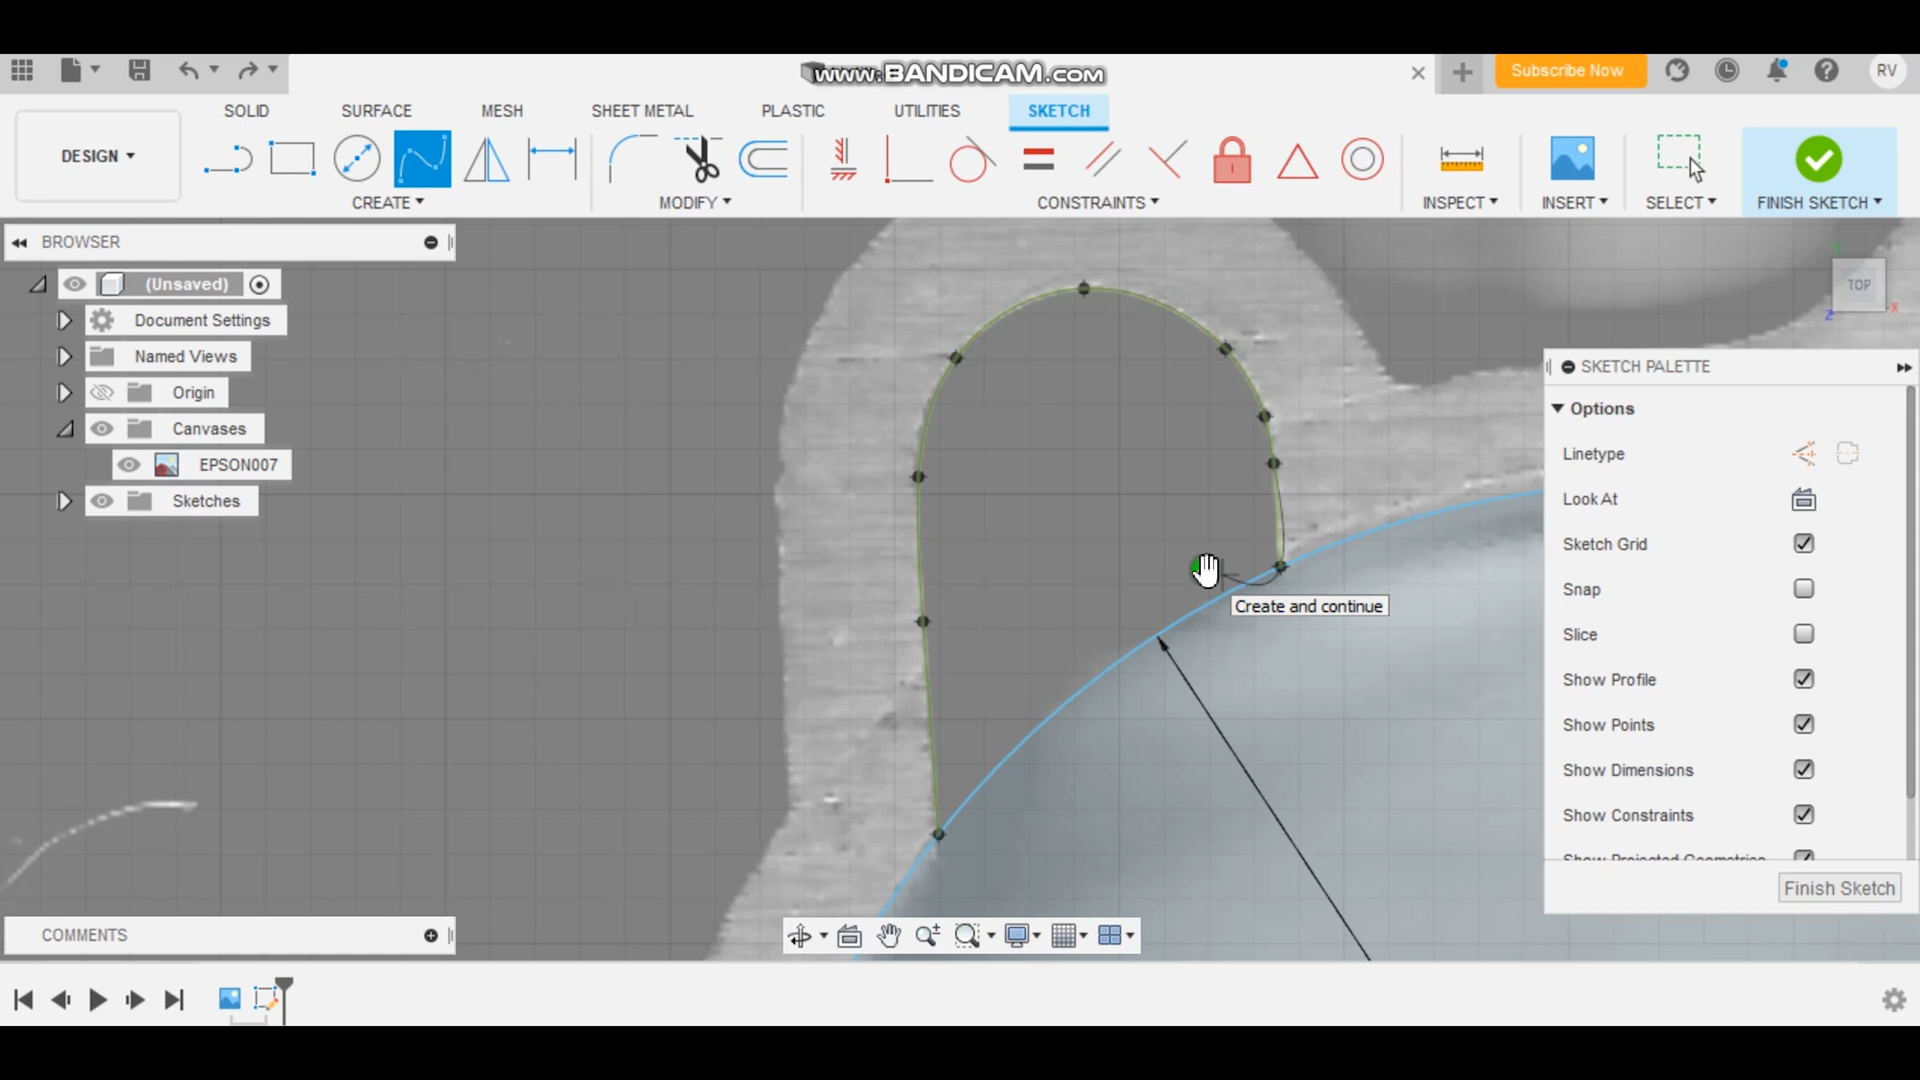 www.BANDICAM.com
Subscribe Now
RV
SOLID
SURFACE
MESH
SHEET METAL
PLASTIC
UTILITIES
SKETCH
DESIGN
CREATE
MODIFY
CONSTRAINTS
INSPECT
INSERT
SELECT
FINISH SKETCH
BROWSER
(Unsaved)
Document Settings
Named Views
Origin
Canvases
EPSON007
Sketches
TOP
X
Z
SKETCH PALETTE
Options
Linetype
Look At
Sketch Grid
Snap
Slice
Show Profile
Show Points
Show Dimensions
Show Constraints
Show Projected Geometries
Finish Sketch
Create and continue
COMMENTS